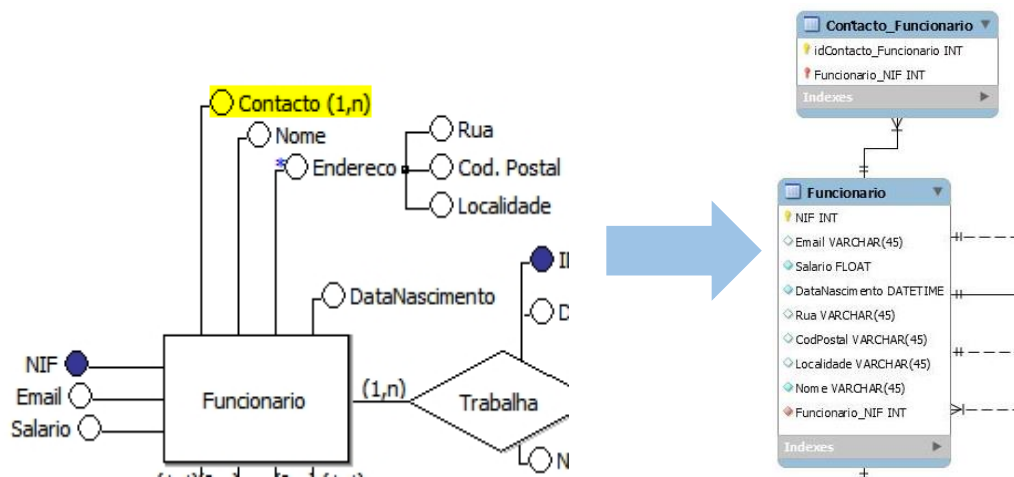 Contacto (1,n)
Nome
Endereco
Rua
Cod. Postal
Localidade
DataNascimento
NIF
Email
Salario
Funcionario
(1,n)
Trabalha
Contacto_Funcionario
idContacto_Funcionario INT
Funcionario_NIF INT
Indexes
Funcionario
NIF INT
Email VARCHAR(45)
Salario FLOAT
DataNascimento DATETIME
Rua VARCHAR(45)
CodPostal VARCHAR(45)
Localidade VARCHAR(45)
Nome VARCHAR(45)
Funcionario_NIF INT
Indexes